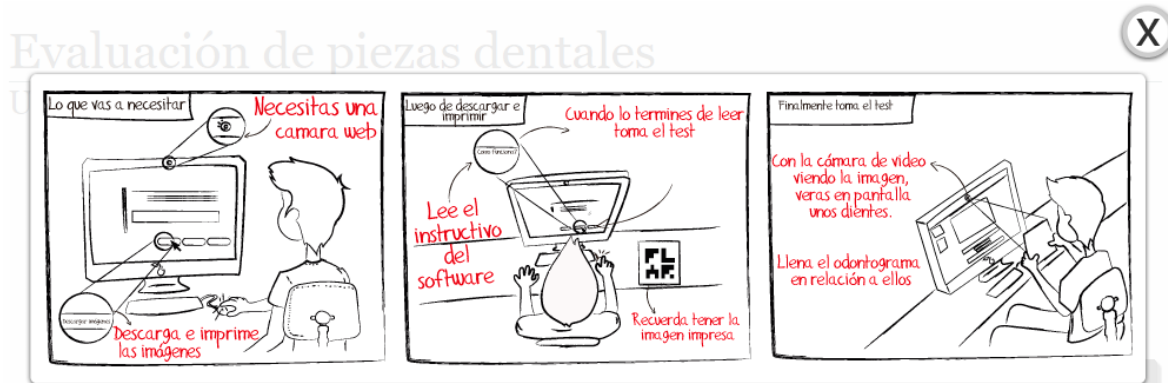 Evaluación de piezas dentales
X
Lo que vas a necesitar
Necesitas una
camara web
Descargar imágenes
Descarga e imprime
las imágenes
Luego de descargar e
imprimir
Cuando lo termines de leer
toma el test
Como funciona?
Lee el
instructivo
del
software
FL
AR
Recuerda tener la
imagen impresa
Finalmente toma el test
Con la cámara de video
viendo la imagen,
veras en pantalla
unos dientes.
Llena el odontograma
en relación a ellos